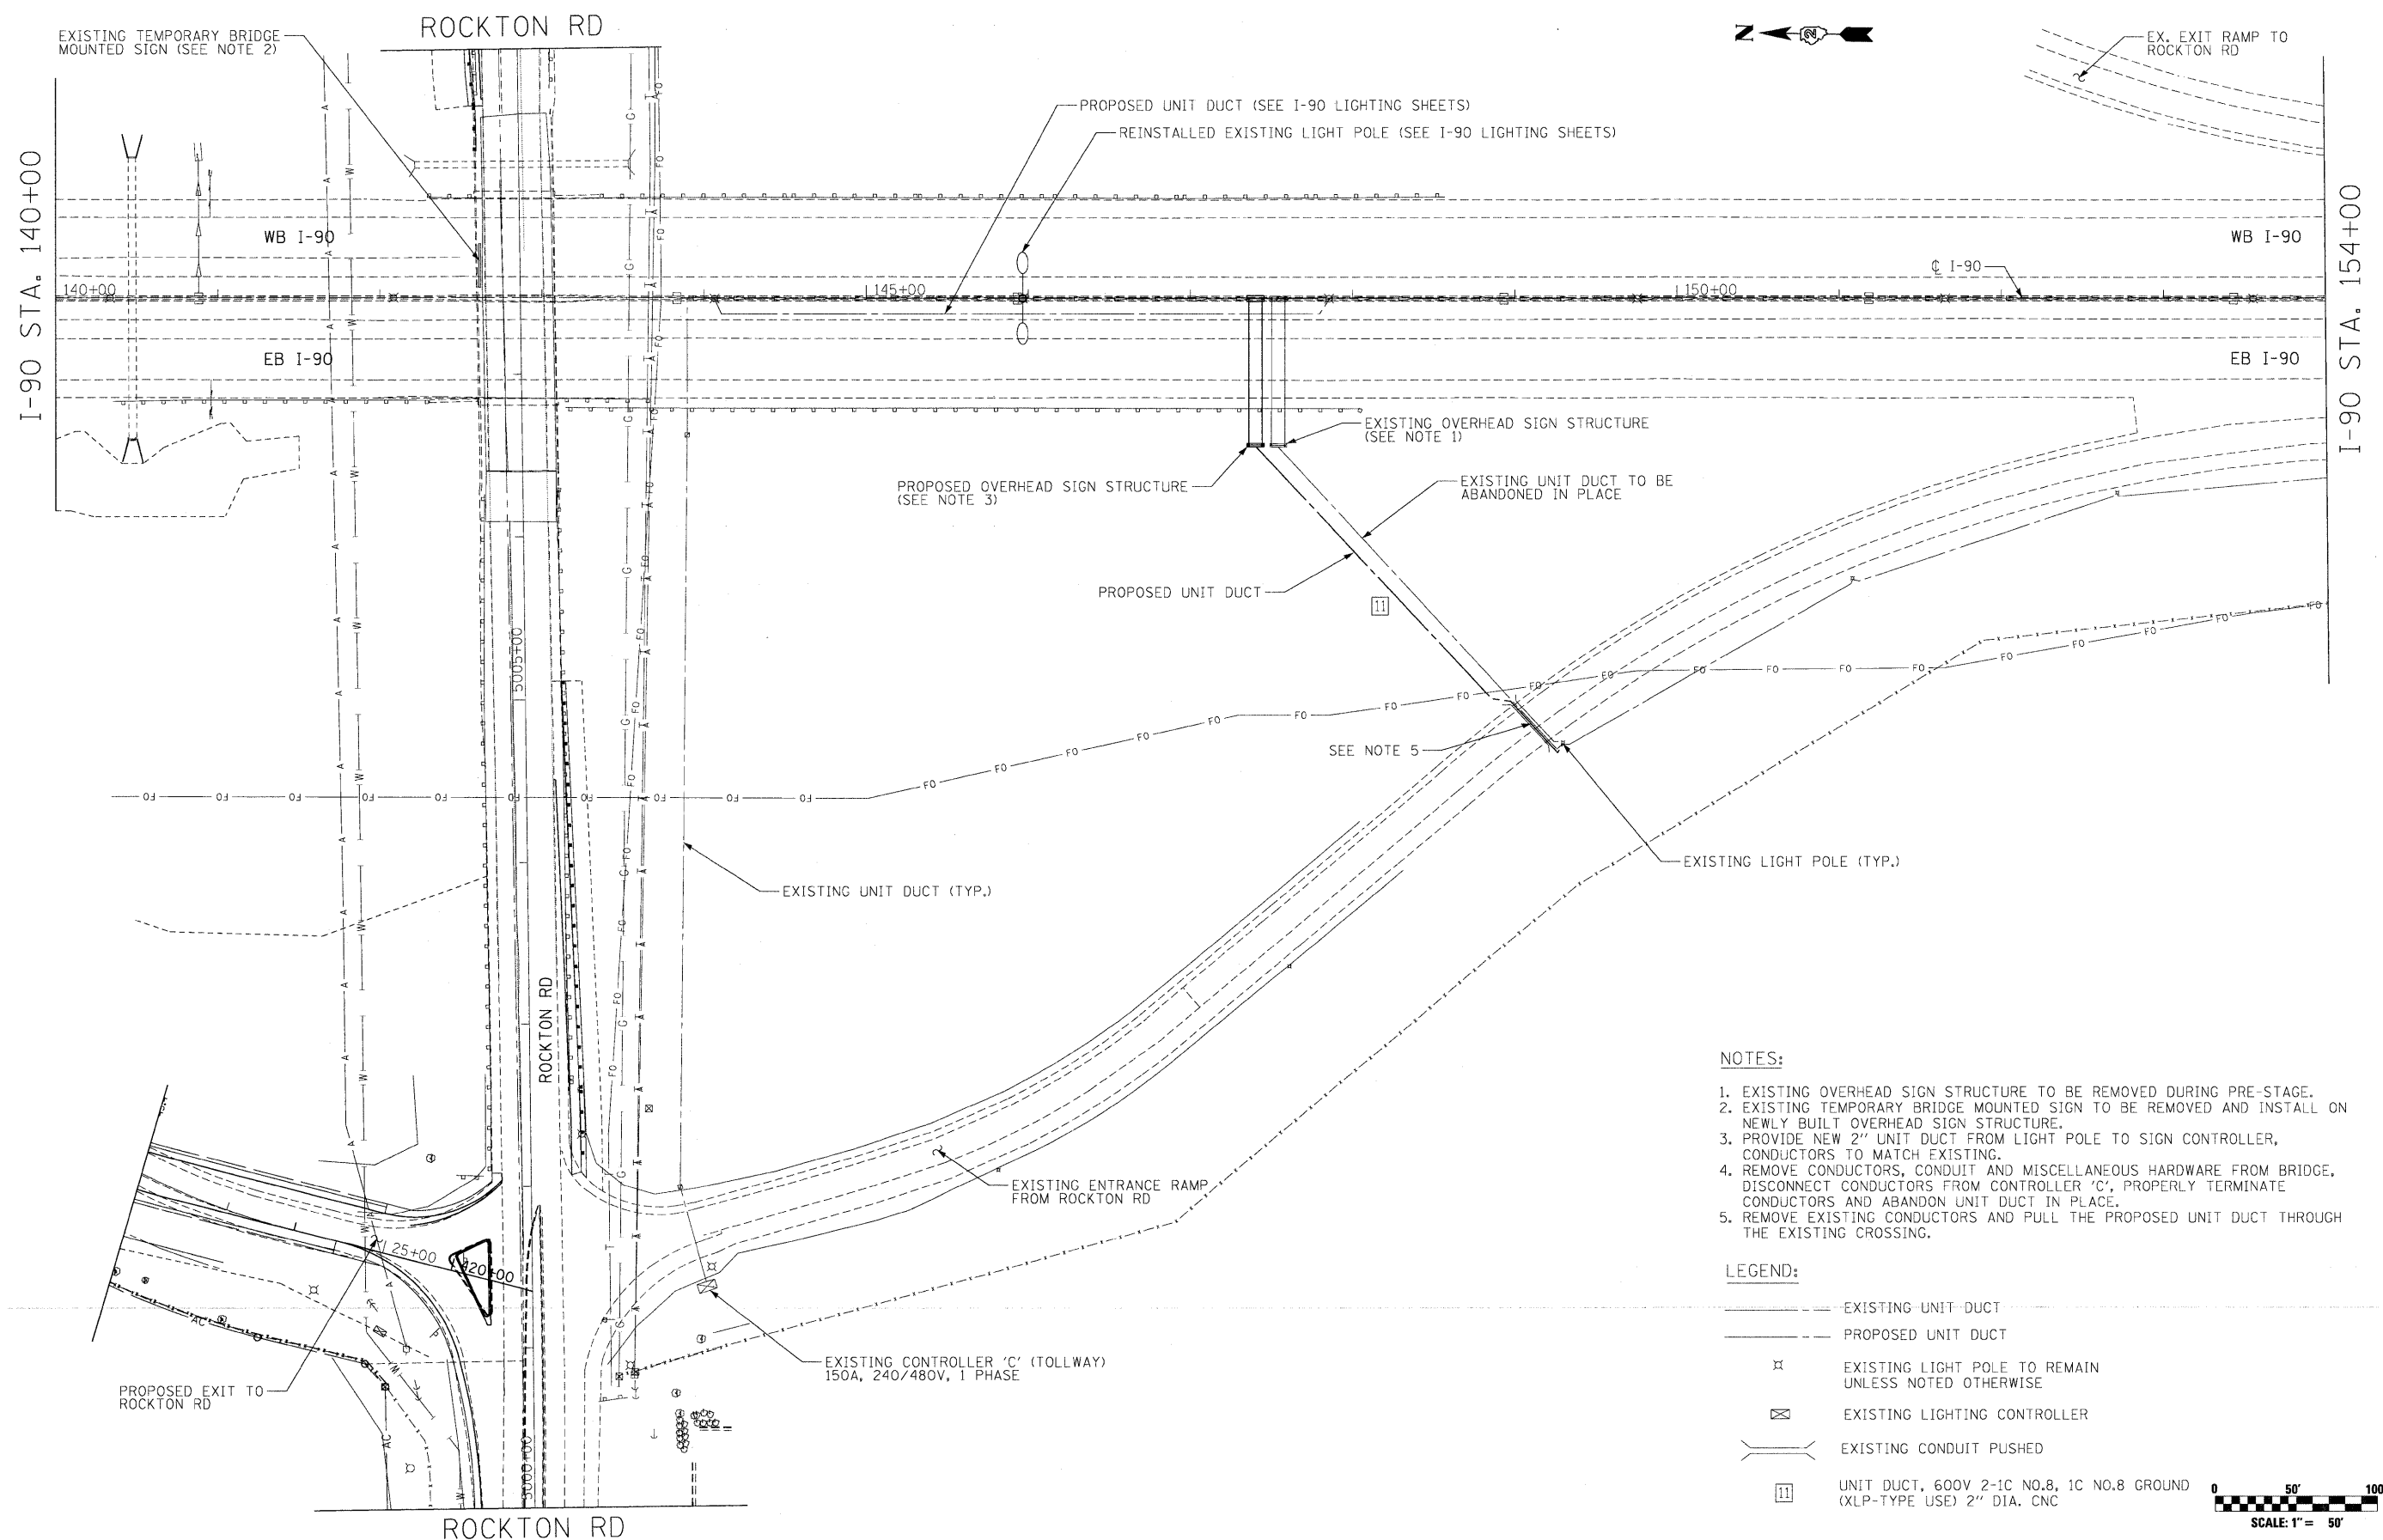 ROCKTON RD
EXISTING TEMPORARY BRIDGE
MOUNTED SIGN (SEE NOTE 2)
N
2
EX. EXIT RAMP TO
ROCKTON RD
PROPOSED UNIT DUCT (SEE I-90 LIGHTING SHEETS)
REINSTALLED EXISTING LIGHT POLE (SEE I-90 LIGHTING SHEETS)
I-90 STA. 140+00
I-90 STA. 154+00
WB I-90
WB I-90
℄ I-90
140+00
145+00
150+00
EB I-90
EB I-90
EXISTING OVERHEAD SIGN STRUCTURE
(SEE NOTE 1)
PROPOSED OVERHEAD SIGN STRUCTURE
(SEE NOTE 3)
EXISTING UNIT DUCT TO BE
ABANDONED IN PLACE
PROPOSED UNIT DUCT
11
5005+00
SEE NOTE 5
EXISTING LIGHT POLE (TYP.)
EXISTING UNIT DUCT (TYP.)
ROCKTON RD
EXISTING ENTRANCE RAMP
FROM ROCKTON RD
25+00
420+00
EXISTING CONTROLLER 'C' (TOLLWAY)
150A, 240/480V, 1 PHASE
PROPOSED EXIT TO
ROCKTON RD
AC
AC
5000+00
ROCKTON RD
NOTES:
1. EXISTING OVERHEAD SIGN STRUCTURE TO BE REMOVED DURING PRE-STAGE.
2. EXISTING TEMPORARY BRIDGE MOUNTED SIGN TO BE REMOVED AND INSTALL ON
NEWLY BUILT OVERHEAD SIGN STRUCTURE.
3. PROVIDE NEW 2" UNIT DUCT FROM LIGHT POLE TO SIGN CONTROLLER,
CONDUCTORS TO MATCH EXISTING.
4. REMOVE CONDUCTORS, CONDUIT AND MISCELLANEOUS HARDWARE FROM BRIDGE,
DISCONNECT CONDUCTORS FROM CONTROLLER 'C', PROPERLY TERMINATE
CONDUCTORS AND ABANDON UNIT DUCT IN PLACE.
5. REMOVE EXISTING CONDUCTORS AND PULL THE PROPOSED UNIT DUCT THROUGH
THE EXISTING CROSSING.
LEGEND:
EXISTING UNIT DUCT
PROPOSED UNIT DUCT
EXISTING LIGHT POLE TO REMAIN
UNLESS NOTED OTHERWISE
EXISTING LIGHTING CONTROLLER
EXISTING CONDUIT PUSHED
11 UNIT DUCT, 600V 2-1C NO.8, 1C NO.8 GROUND
(XLP-TYPE USE) 2" DIA. CNC
0 50' 100
SCALE: 1" = 50'